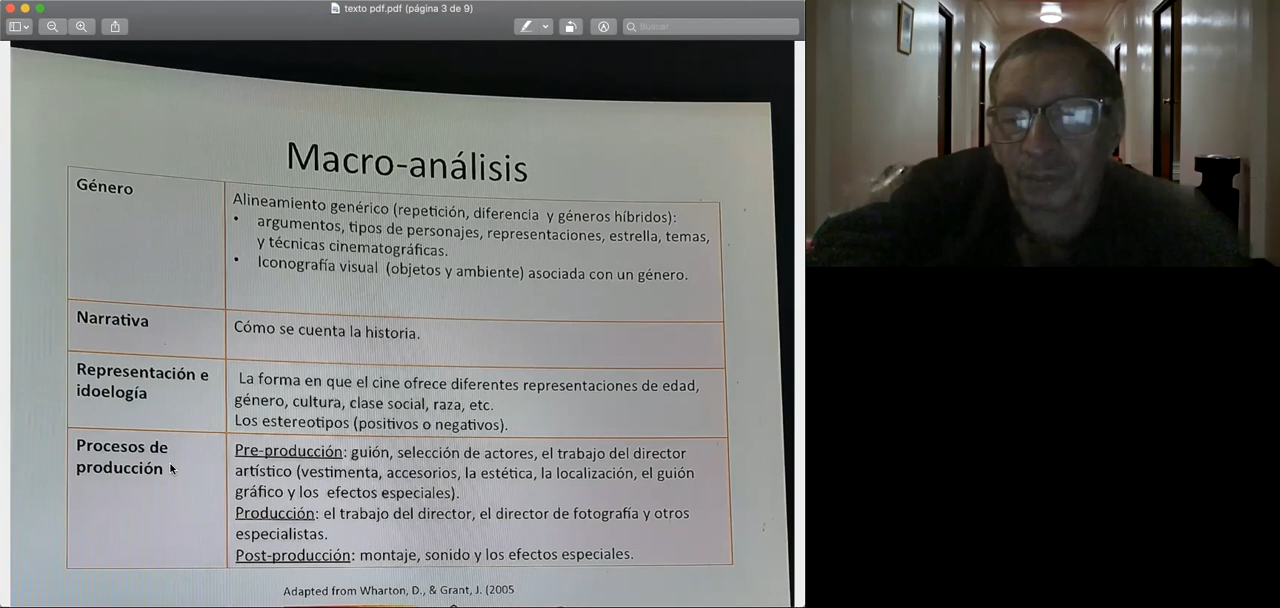 texto pdf.pdf (página 3 de 9)
Buscar
Macro-análisis
Género
Alineamiento genérico (repetición, diferencia y géneros híbridos):
• argumentos, tipos de personajes, representaciones, estrella, temas,
y técnicas cinematográficas.
• Iconografía visual (objetos y ambiente) asociada con un género.
Narrativa
Cómo se cuenta la historia.
Representación e
idoelogía
La forma en que el cine ofrece diferentes representaciones de edad,
género, cultura, clase social, raza, etc.
Los estereotipos (positivos o negativos).
Procesos de
producción
Pre-producción: guión, selección de actores, el trabajo del director
artístico (vestimenta, accesorios, la estética, la localización, el guión
gráfico y los efectos especiales).
Producción: el trabajo del director, el director de fotografía y otros
especialistas.
Post-producción: montaje, sonido y los efectos especiales.
Adapted from Wharton, D., & Grant, J. (2005